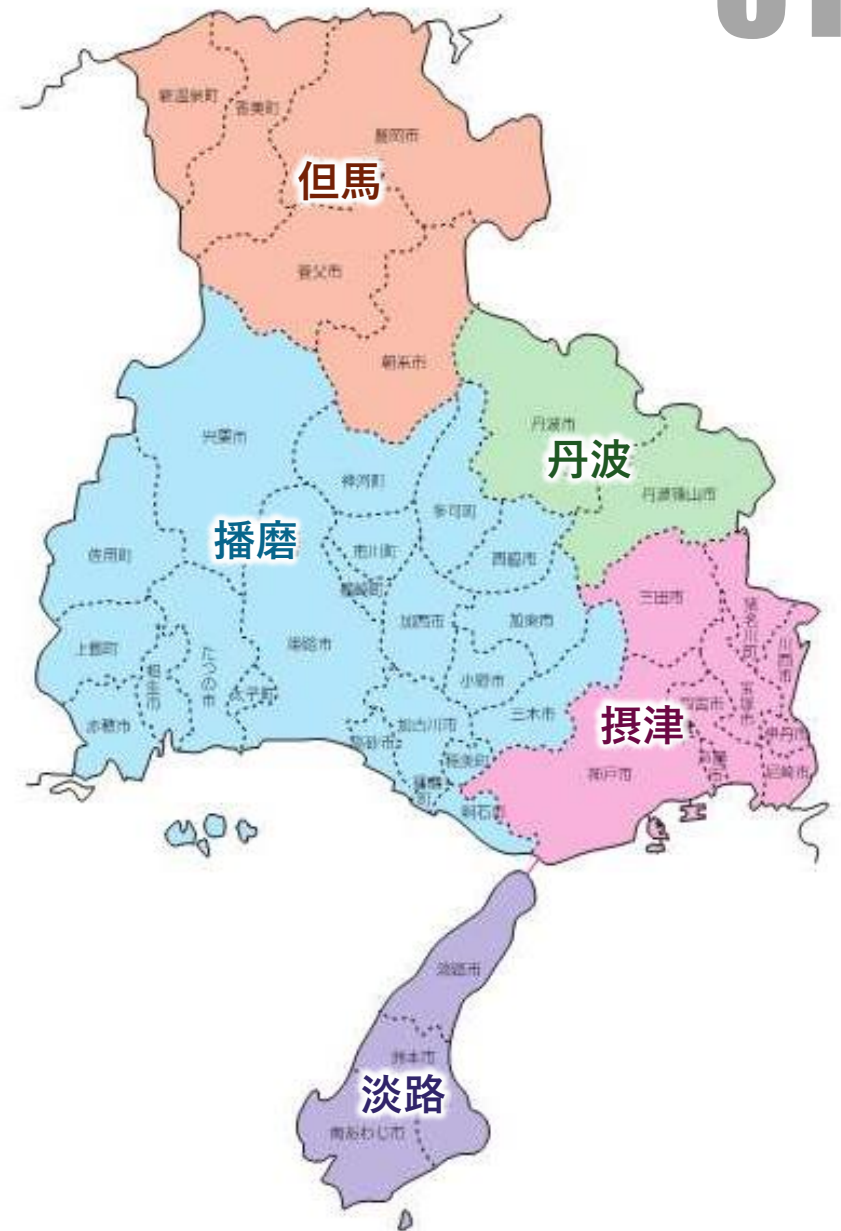 01
新温泉町
香美町
豊岡市
但馬
養父市
朝来市
丹波市
丹波
丹波篠山市
宍粟市
神河町
多可町
播磨
市川町
西脇市
佐用町
福崎町
三田市
猪名川町
加西市
加東市
川西市
上郡町
相生市
たつの市
姫路市
太子町
小野市
宝塚市
西宮市
三木市
摂津
赤穂市
加古川市
高砂市
伊丹市
稲美町
芦屋市
神戸市
尼崎市
播磨町
明石市
淡路市
洲本市
淡路
南あわじ市